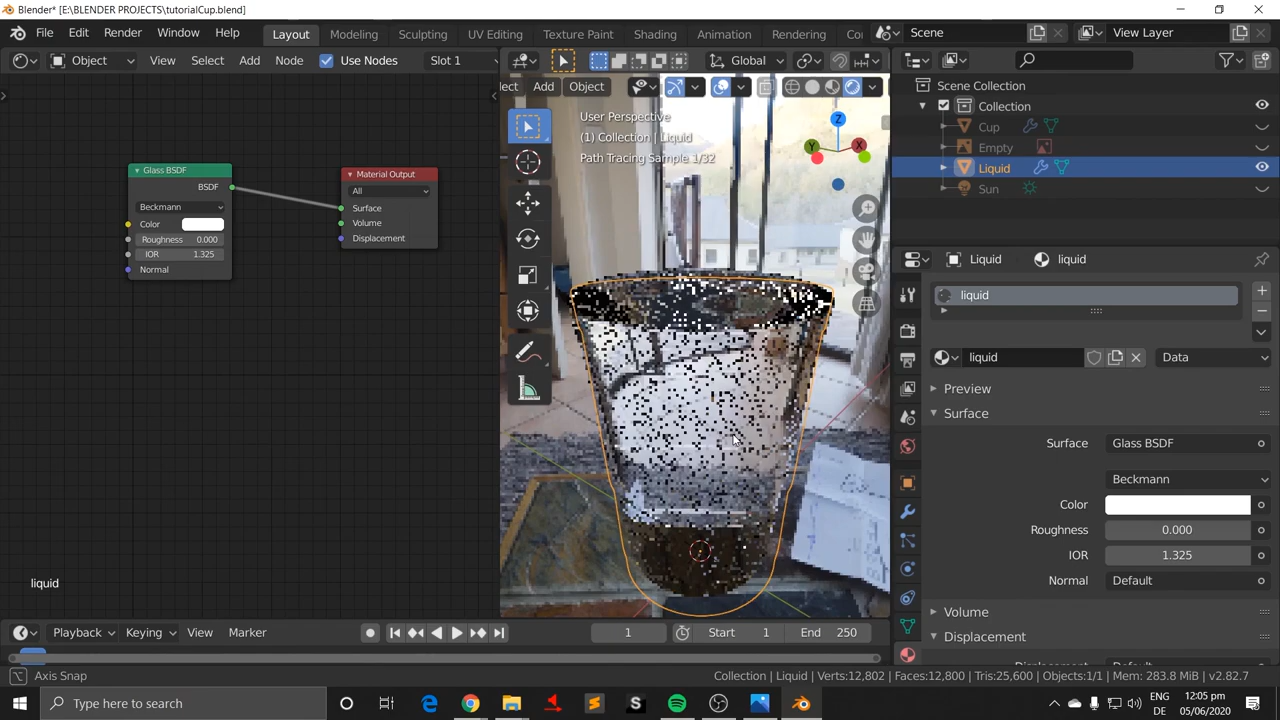 Blender* [E:\BLENDER PROJECTS\tutorialCup.blend]
File Edit Render Window Help Layout Modeling Sculpting UV Editing Texture Paint Shading Animation Rendering Co Scene View Layer
Object View Select Add Node Use Nodes Slot 1 Global
ect Add Object
Scene Collection
Collection
Cup
Empty
Liquid
Sun
User Perspective
(1) Collection | Liquid
Path Tracing Sample 1/32
Z
Y
X
Glass BSDF
BSDF
Beckmann
Color
Roughness 0.000
IOR 1.325
Normal
Material Output
All
Surface
Volume
Displacement
liquid
Liquid liquid
liquid
liquid Data
Preview
Surface
Surface Glass BSDF
Beckmann
Color
Roughness 0.000
IOR 1.325
Normal Default
Volume
Displacement
Playback Keying View Marker 1 Start 1 End 250
Axis Snap
Collection | Liquid | Verts:12,802 | Faces:12,800 | Tris:25,600 | Objects:1/1 | Mem: 283.8 MiB | v2.82.7
Type here to search
ENG
DE
12:05 pm
05/06/2020